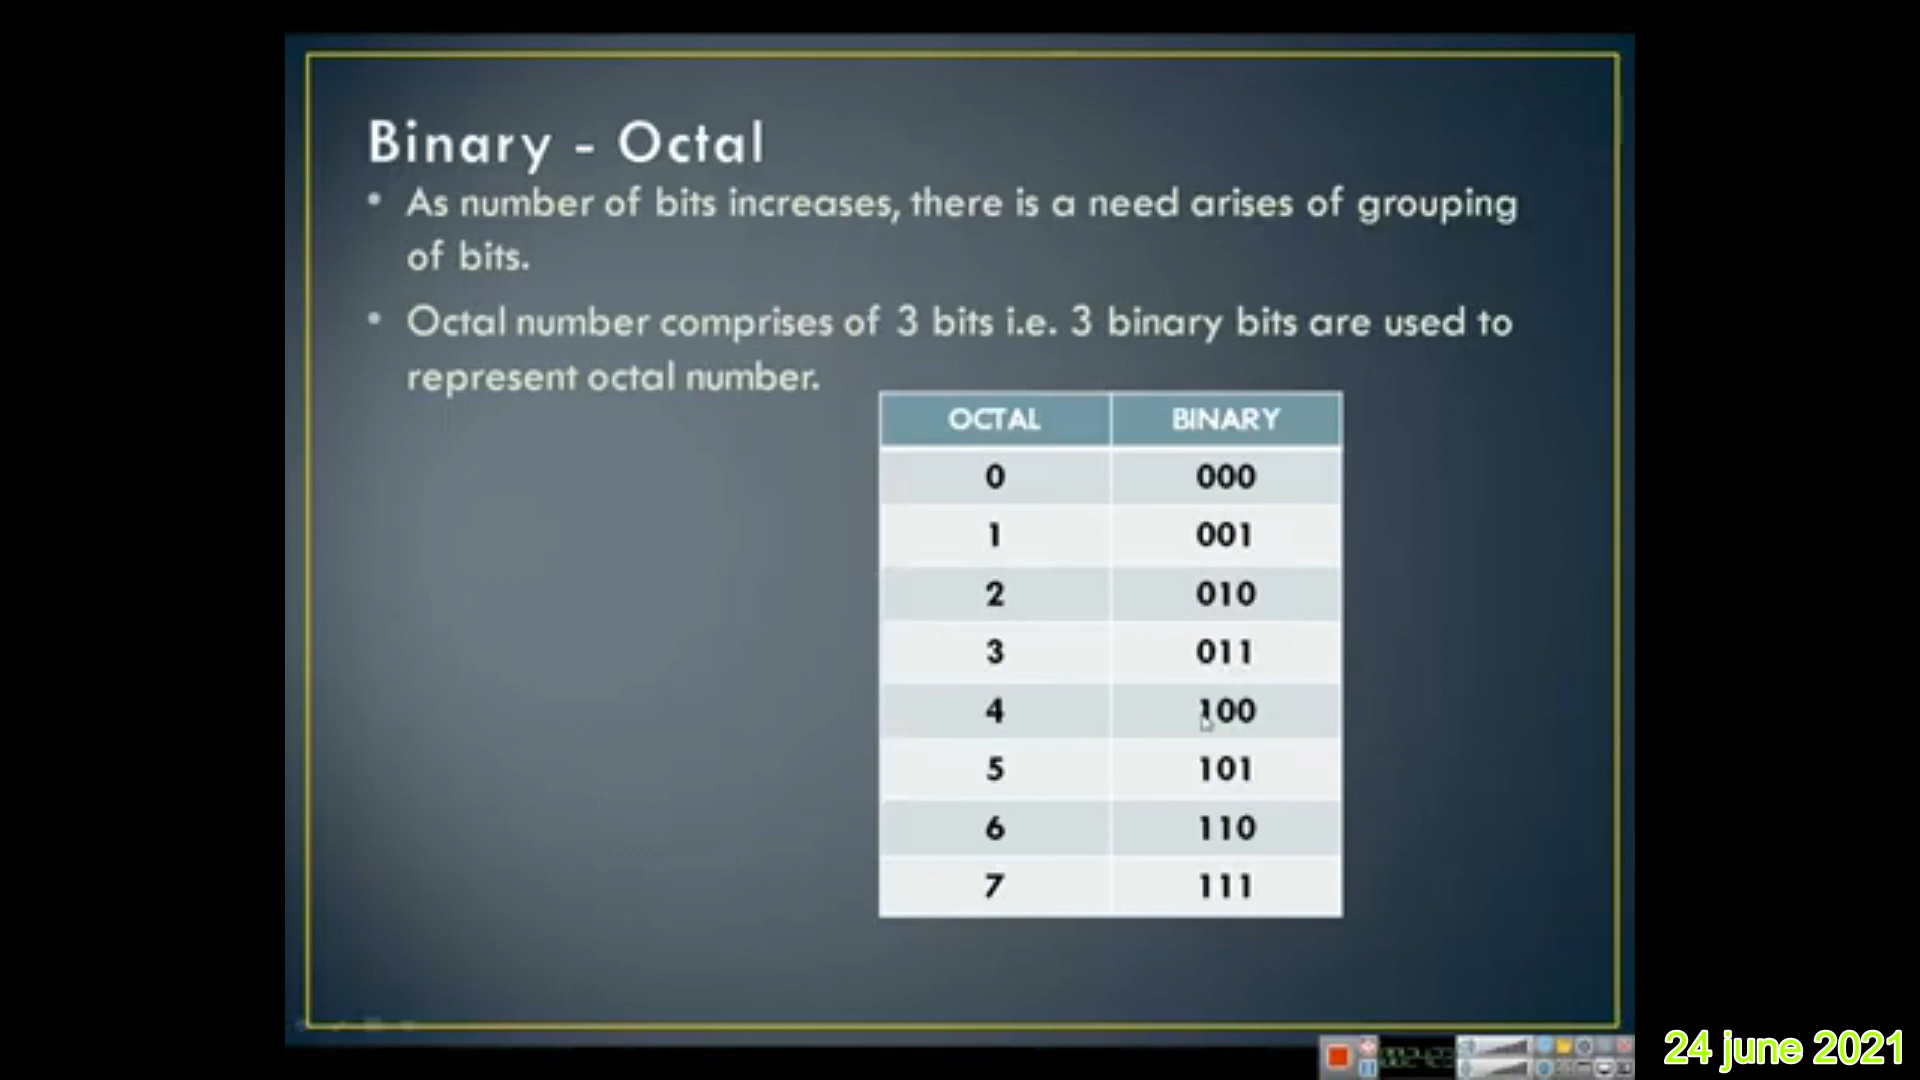 Binary - Octal
• As number of bits increases, there is a need arises of grouping
of bits.
• Octal number comprises of 3 bits i.e. 3 binary bits are used to
represent octal number.
OCTAL BINARY
0 000
1 001
2 010
3 011
4 100
5 101
6 110
7 111
24 june 2021